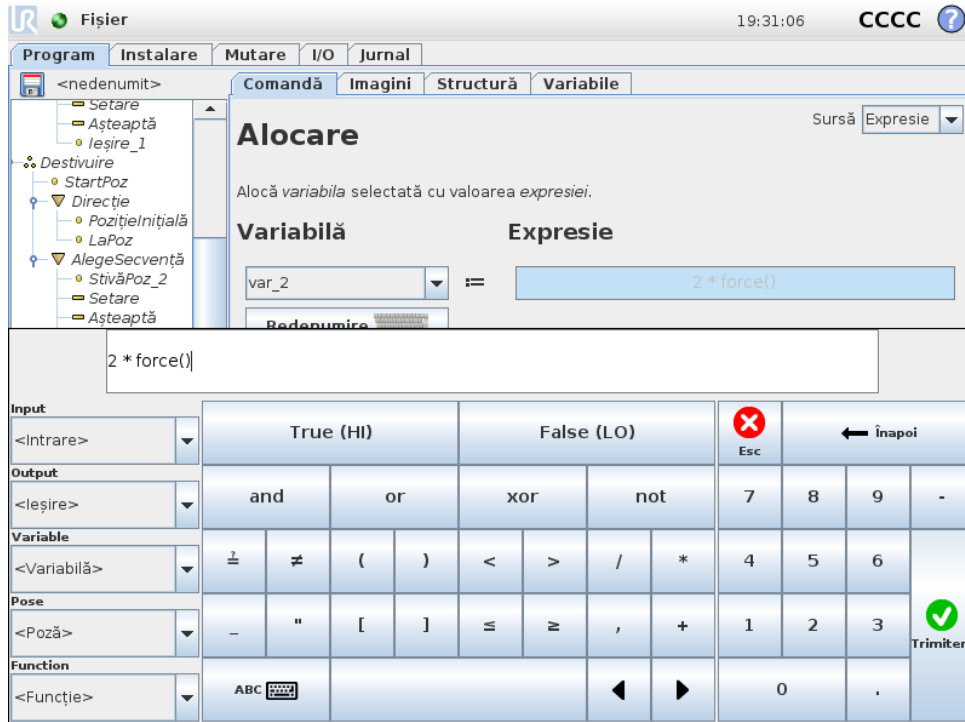 UR Fișier 19:31:06 CCCC ?
Program Instalare Mutare I/O Jurnal
<nedenumit> Comandă Imagini Structură Variabile
Setare
Așteaptă
Ieșire_1
Destivuire
StartPoz
Direcție
PozițieInițială
LaPoz
AlegeSecvență
StivăPoz_2
Setare
Așteaptă
Alocare
Sursă Expresie
Alocă variabila selectată cu valoarea expresiei.
Variabilă Expresie
var_2 := 2 * force()
Redenumire
2 * force()
Input
<Intrare> True (HI) False (LO) Esc Înapoi
Output
<Ieșire> and or xor not 7 8 9 -
Variable
<Variabilă> ≟ ≠ ( ) < > / * 4 5 6
Pose
<Poză> _ " [ ] ≤ ≥ , + 1 2 3 Trimiter
Function
<Funcție> ABC 0 .